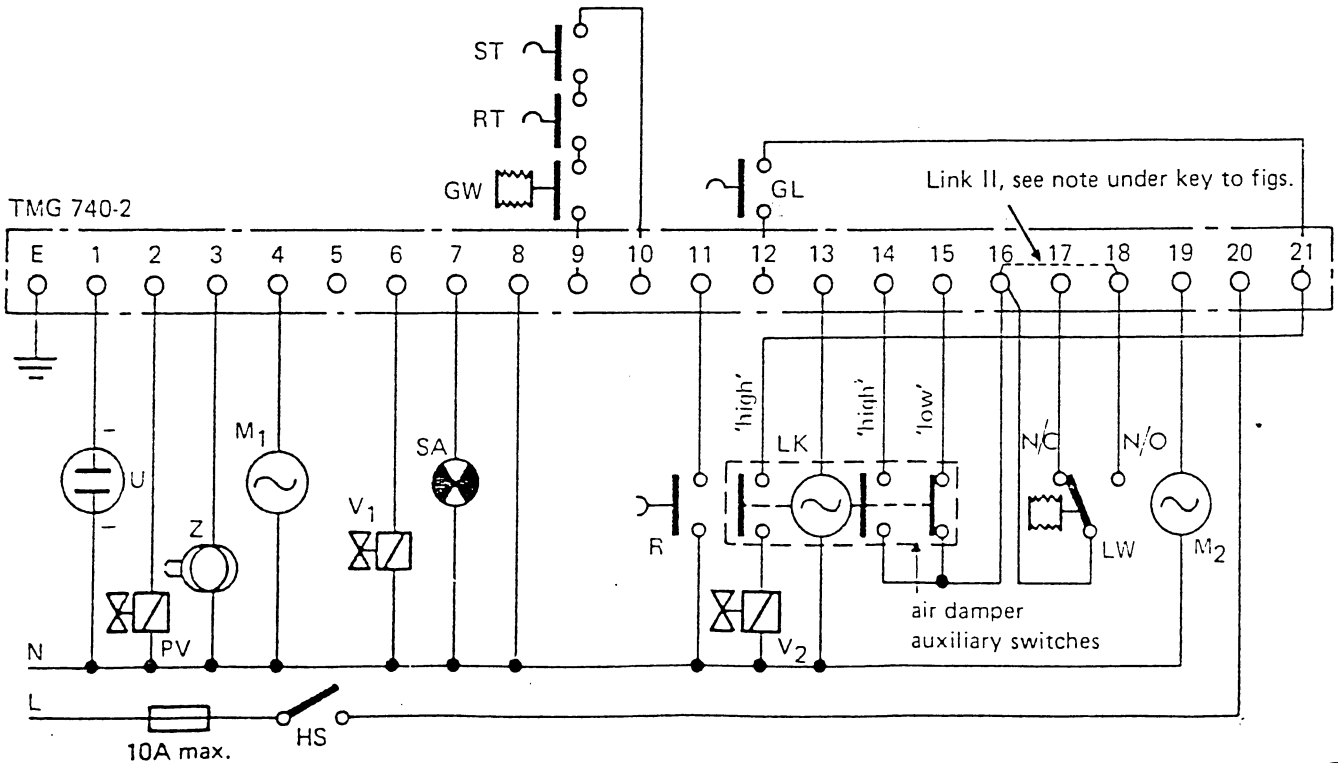 ST
RT
GW
GL
Link II, see note under key to figs.
TMG 740-2
E 1 2 3 4 5 6 7 8 9 10 11 12 13 14 15 16 17 18 19 20 21
'high'
'high'
'low'
N/C
N/O
M1
SA
LK
U
V1
Z
R
LW
M2
air damper
auxiliary switches
PV
V2
N
L
HS
10A max.